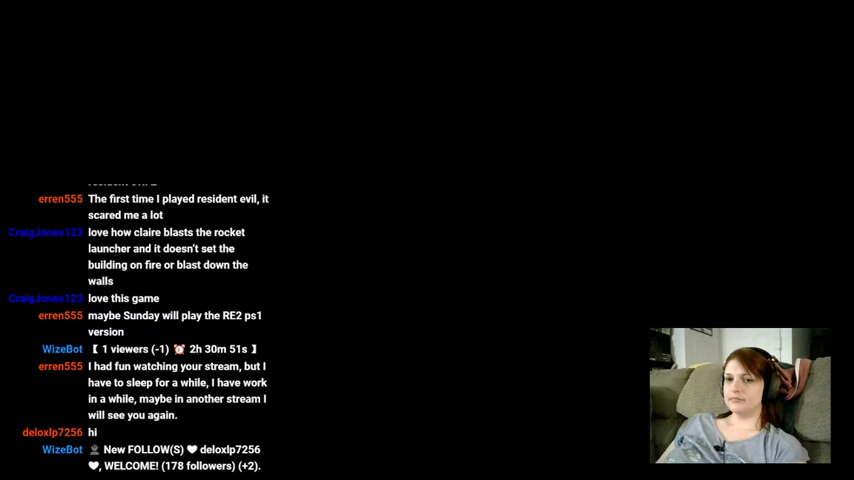 erren555 The first time I played resident evil, it
scared me a lot
CraigJones123 love how claire blasts the rocket
launcher and it doesn't set the
building on fire or blast down the
walls
CraigJones123 love this game
erren555 maybe Sunday will play the RE2 ps1
version
WizeBot 【 1 viewers (-1) ⏰ 2h 30m 51s 】
erren555 I had fun watching your stream, but I
have to sleep for a while, I have work
in a while, maybe in another stream I
will see you again.
deloxlp7256 hi
WizeBot New FOLLOW(S) ♥ deloxlp7256
♥, WELCOME! (178 followers) (+2).